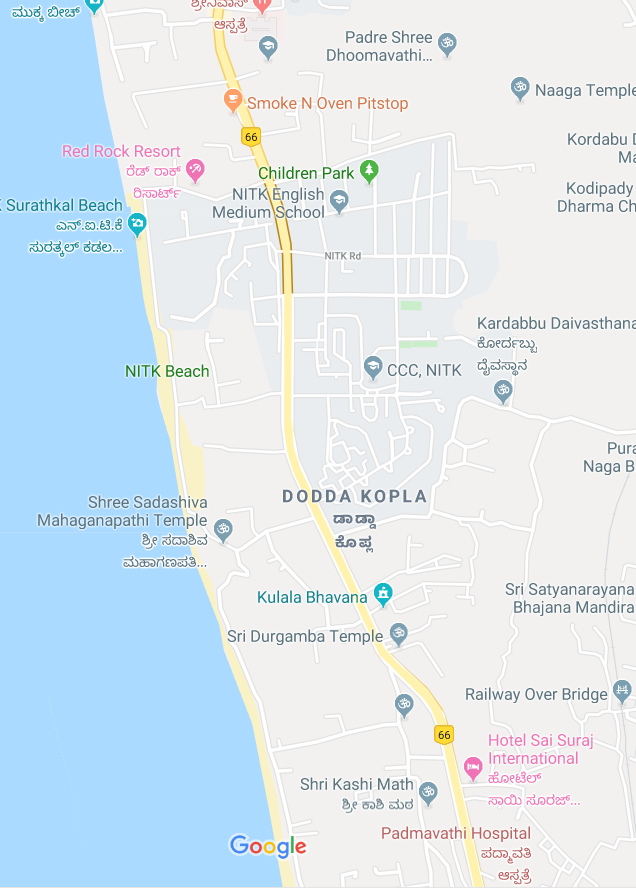 ಮುಕ್ಕ ಬೀಚ್
ಶ್ರೀನಿವಾಸ್
ಆಸ್ಪತ್ರೆ
Padre Shree
Dhoomavathi...
Naaga Temple
Smoke N Oven Pitstop
66
Kordabu D
Ma
Red Rock Resort
ರೆಡ್ ರಾಕ್
ರಿಸಾರ್ಟ್
Children Park
NITK English
Medium School
Kodipady
Dharma Ch
K Surathkal Beach
ಎನ್.ಐ.ಟಿ.ಕೆ
ಸುರತ್ಕಲ್ ಕಡಲ...
NITK Rd
Kardabbu Daivasthana
ಕೋರ್ದಬ್ಬು
ದೈವಸ್ಥಾನ
NITK Beach
CCC, NITK
Pura
Naga B
DODDA KOPLA
ಡಾಡ್ಡಾ
ಕೊಪ್ಲ
Shree Sadashiva
Mahaganapathi Temple
ಶ್ರೀ ಸದಾಶಿವ
ಮಹಾಗಣಪತಿ...
Kulala Bhavana
Sri Satyanarayana
Bhajana Mandira
Sri Durgamba Temple
Railway Over Bridge
66
Hotel Sai Suraj
International
ಹೋಟೆಲ್
ಸಾಯಿ ಸೂರಜ್...
Shri Kashi Math
ಶ್ರೀ ಕಾಶಿ ಮಠ
Padmavathi Hospital
ಪದ್ಮಾವತಿ
ಆಸ್ಪತ್ರೆ
Google